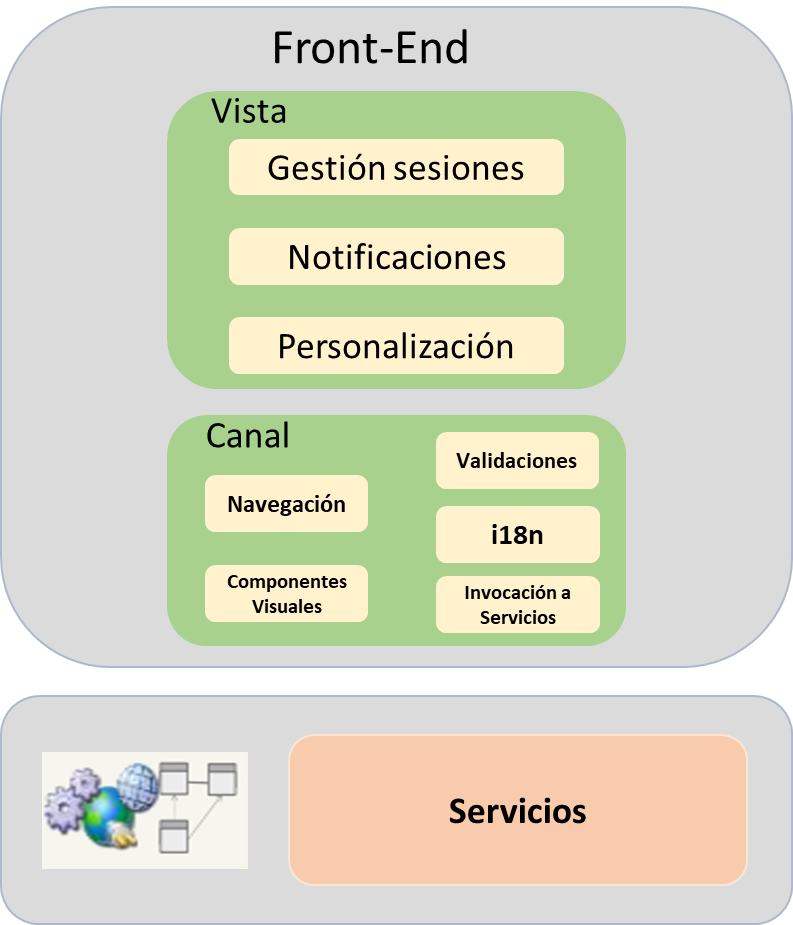 Front-End
Vista
Gestión sesiones
Notificaciones
Personalización
Canal
Navegación
Componentes
Visuales
Validaciones
i18n
Invocación a
Servicios
Servicios